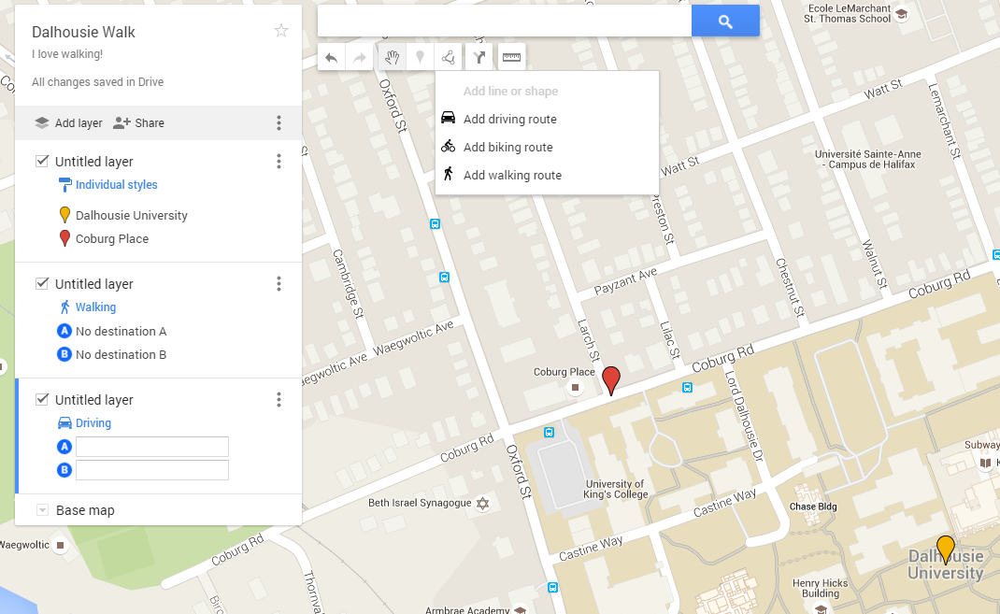 Dalhousie Walk
I love walking!
All changes saved in Drive
Add layer
Share
Untitled layer
Individual styles
Dalhousie University
Coburg Place
Untitled layer
Walking
A No destination A
B No destination B
Untitled layer
Driving
A
B
Base map
Add line or shape
Add driving route
Add biking route
Add walking route
Ecole LeMarchant
St. Thomas School
Oxford St
Watt St
Lemarchant St
Université Sainte-Anne
- Campus de Halifax
Watt St
Preston St
Cambridge St
Payzant Ave
Chestnut St
Walnut St
Coburg Rd
Larch St
Lilac St
Waegwoltic Ave
Waegwoltic Ave
Coburg Place
Coburg Rd
Lord Dalhousie Dr
Coburg Rd
Oxford St
Subway
University of
King's College
Beth Israel Synagogue
Castine Way
Chase Bldg
Castine Way
Waegwoltic
Coburg Rd
Dalhousie
University
Henry Hicks
Building
Armbrae Academy